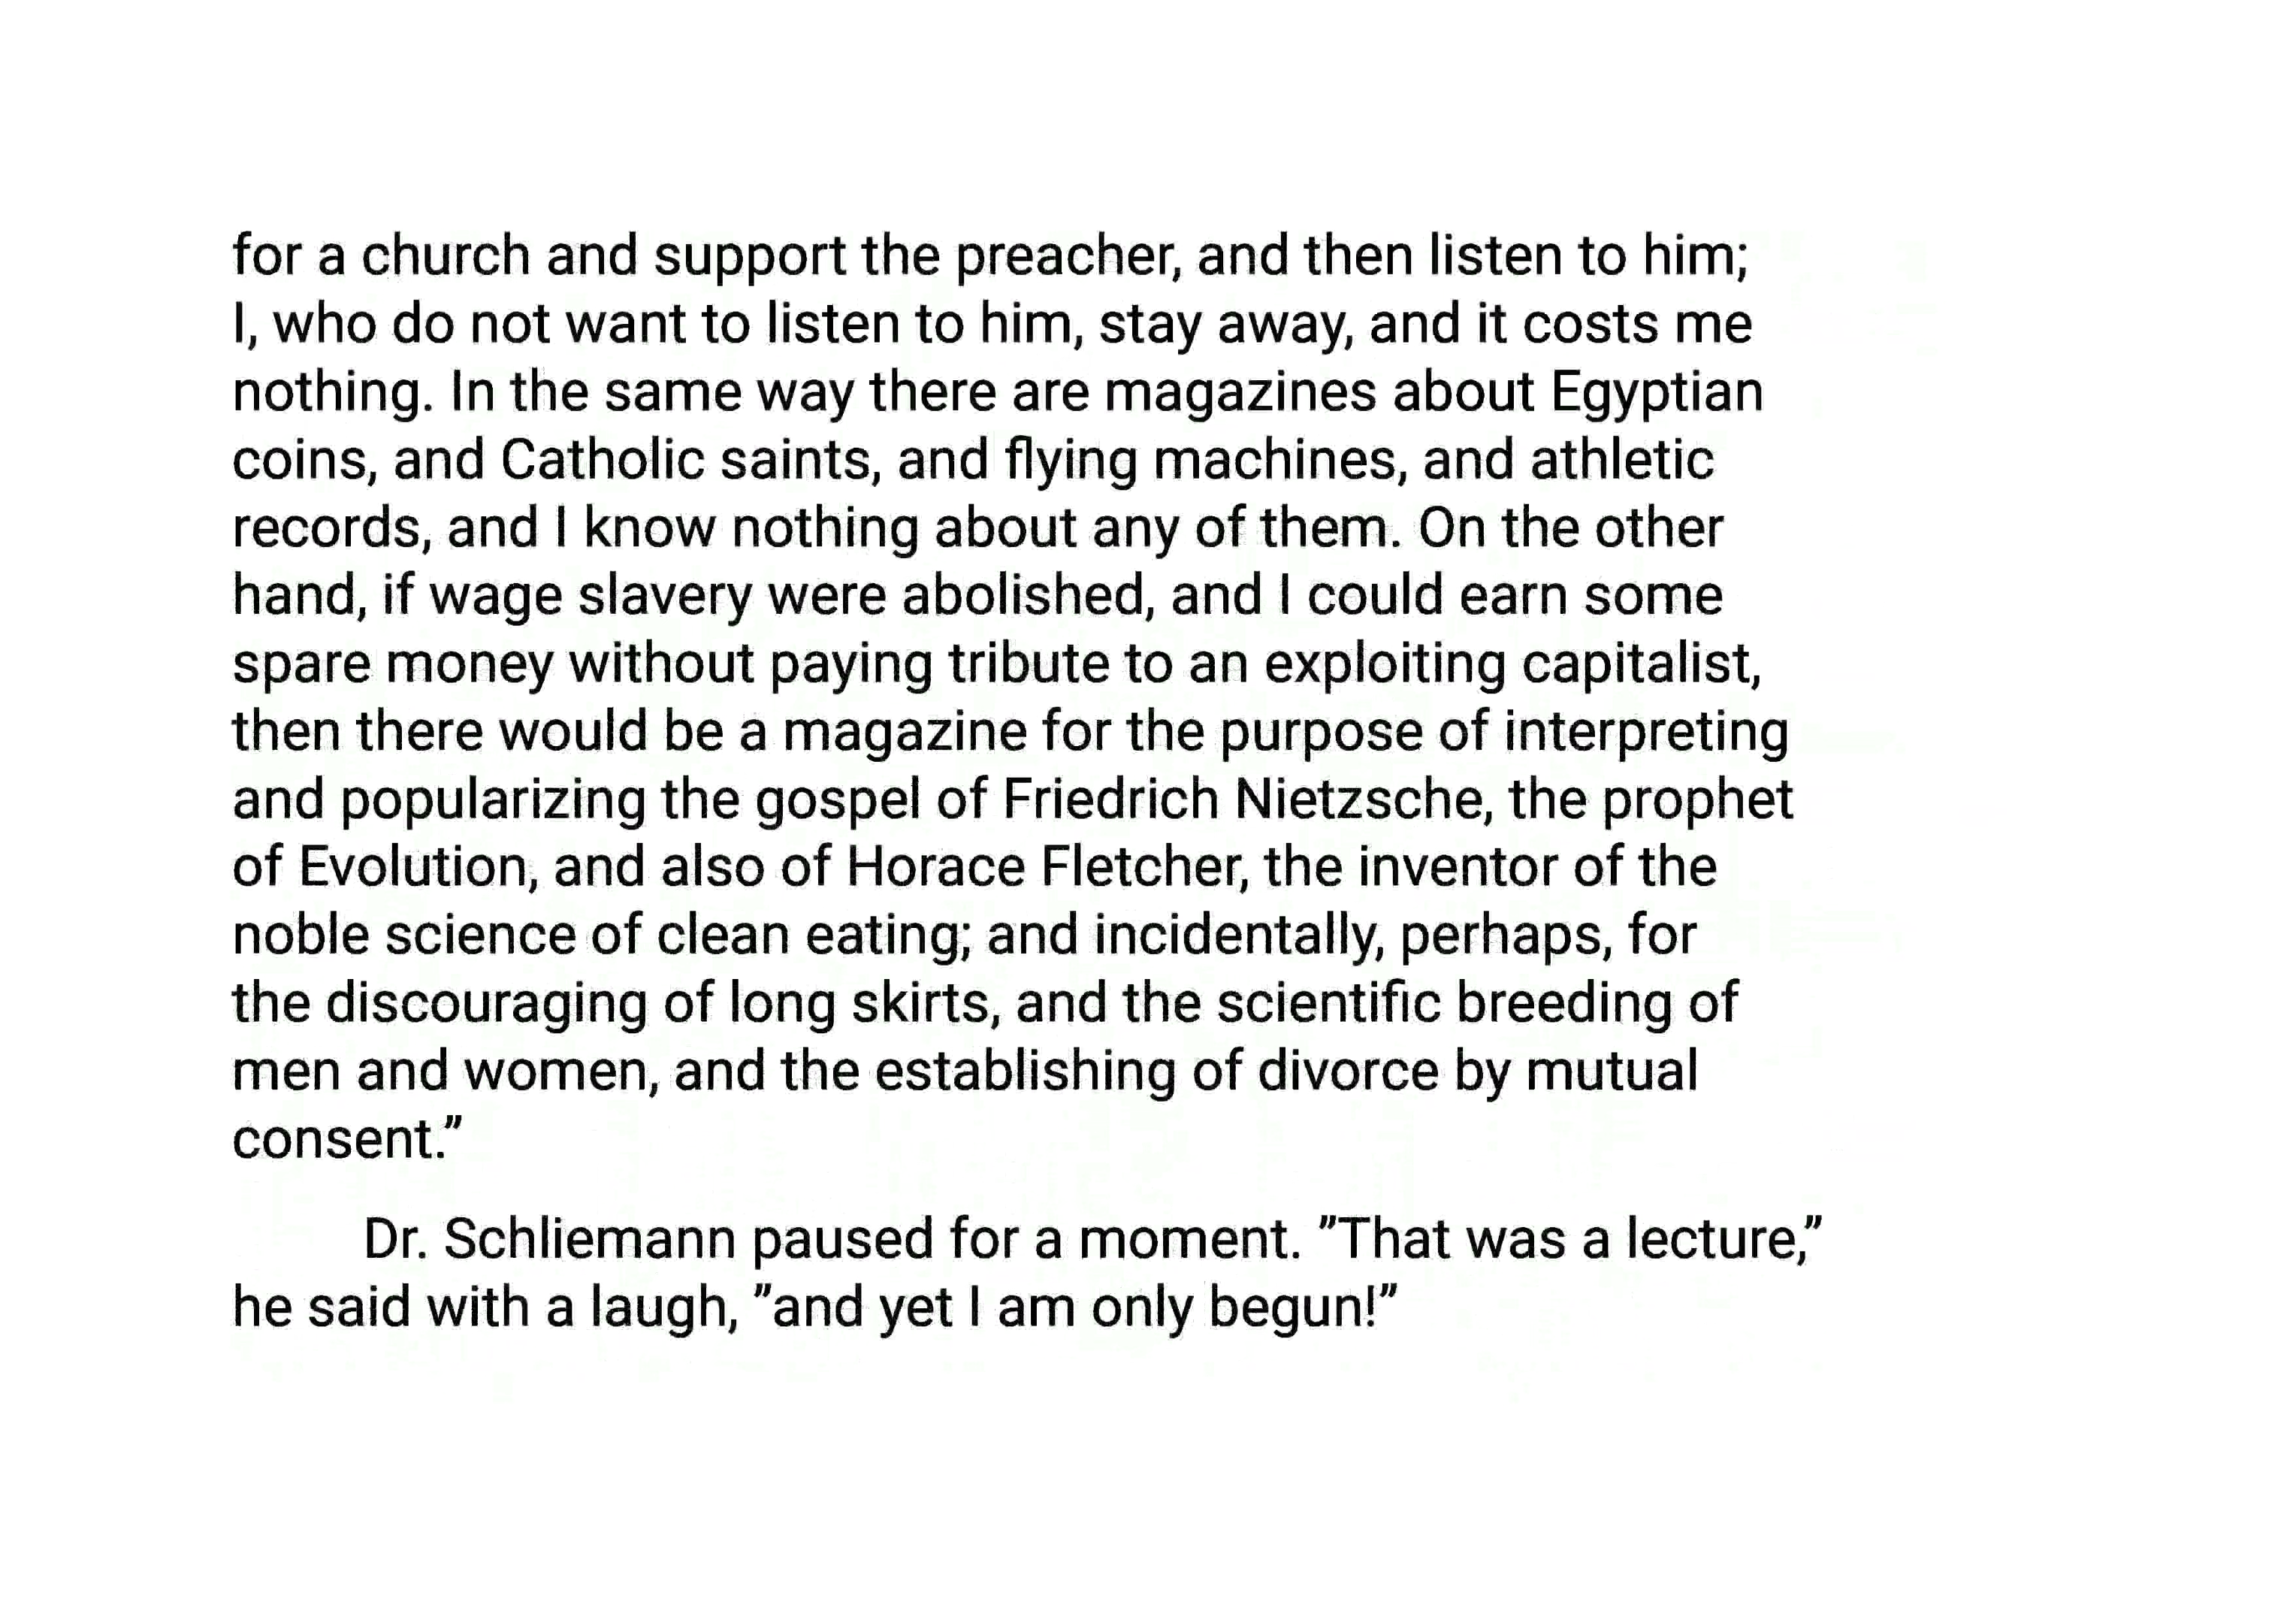 for a church and support the preacher, and then listen to him;
I, who do not want to listen to him, stay away, and it costs me
nothing. In the same way there are magazines about Egyptian
coins, and Catholic saints, and flying machines, and athletic
records, and I know nothing about any of them. On the other
hand, if wage slavery were abolished, and I could earn some
spare money without paying tribute to an exploiting capitalist,
then there would be a magazine for the purpose of interpreting
and popularizing the gospel of Friedrich Nietzsche, the prophet
of Evolution, and also of Horace Fletcher, the inventor of the
noble science of clean eating; and incidentally, perhaps, for
the discouraging of long skirts, and the scientific breeding of
men and women, and the establishing of divorce by mutual
consent.”
Dr. Schliemann paused for a moment. ”That was a lecture,”
he said with a laugh, ”and yet I am only begun!”